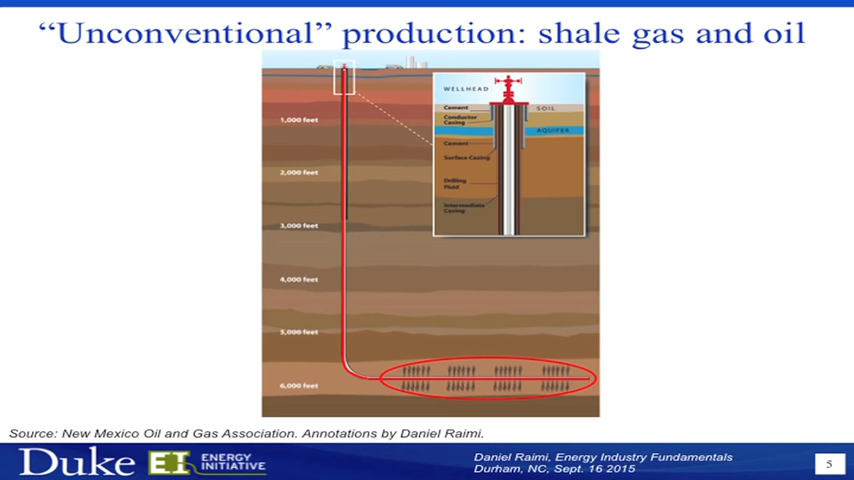 “Unconventional” production: shale gas and oil
WELLHEAD
Cement
SOIL
Conductor
Casing
AQUIFER
Cement
Surface Casing
Drilling
Fluid
Intermediate
Casing
1,000 feet
2,000 feet
3,000 feet
4,000 feet
5,000 feet
6,000 feet
Source: New Mexico Oil and Gas Association. Annotations by Daniel Raimi.
Duke EI ENERGY
INITIATIVE
Daniel Raimi, Energy Industry Fundamentals
Durham, NC, Sept. 16 2015
5